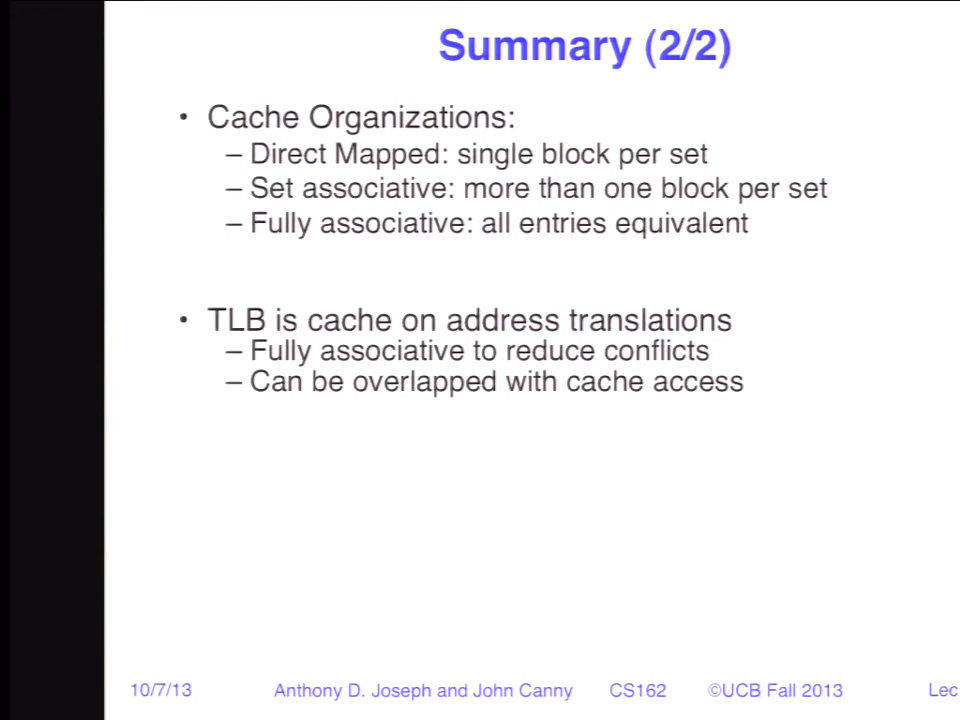 Summary (2/2)
• Cache Organizations:
– Direct Mapped: single block per set
– Set associative: more than one block per set
– Fully associative: all entries equivalent
• TLB is cache on address translations
– Fully associative to reduce conflicts
– Can be overlapped with cache access
10/7/13 Anthony D. Joseph and John Canny CS162 ©UCB Fall 2013 Lec